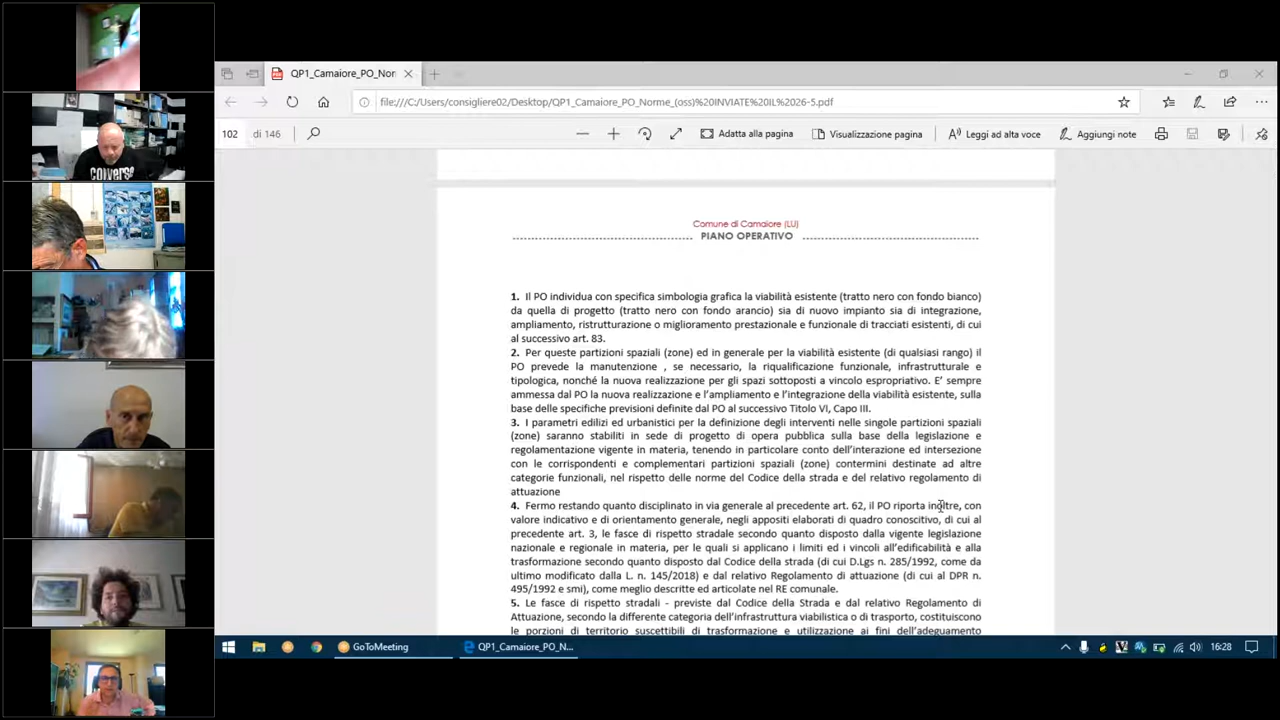 QP1_Camaiore_PO_Nor
file:///C:/Users/consigliere02/Desktop/QP1_Camaiore_PO_Norme_(oss)%20INVIATE%20IL%2026-5.pdf
102 di 146
Adatta alla pagina
Visualizzazione pagina
Leggi ad alta voce
Aggiungi note
CONVERSE
Comune di Camaiore (LU)
PIANO OPERATIVO
1. Il PO individua con specifica simbologia grafica la viabilità esistente (tratto nero con fondo bianco)
da quella di progetto (tratto nero con fondo arancio) sia di nuovo impianto sia di integrazione,
ampliamento, ristrutturazione o miglioramento prestazionale e funzionale di tracciati esistenti, di cui
al successivo art. 83.
2. Per queste partizioni spaziali (zone) ed in generale per la viabilità esistente (di qualsiasi rango) il
PO prevede la manutenzione , se necessario, la riqualificazione funzionale, infrastrutturale e
tipologica, nonché la nuova realizzazione per gli spazi sottoposti a vincolo espropriativo. E' sempre
ammessa dal PO la nuova realizzazione e l'ampliamento e l'integrazione della viabilità esistente, sulla
base delle specifiche previsioni definite dal PO al successivo Titolo VI, Capo III.
3. I parametri edilizi ed urbanistici per la definizione degli interventi nelle singole partizioni spaziali
(zone) saranno stabiliti in sede di progetto di opera pubblica sulla base della legislazione e
regolamentazione vigente in materia, tenendo in particolare conto dell'interazione ed intersezione
con le corrispondenti e complementari partizioni spaziali (zone) contermini destinate ad altre
categorie funzionali, nel rispetto delle norme del Codice della strada e del relativo regolamento di
attuazione
4. Fermo restando quanto disciplinato in via generale al precedente art. 62, il PO riporta inoltre, con
valore indicativo e di orientamento generale, negli appositi elaborati di quadro conoscitivo, di cui al
precedente art. 3, le fasce di rispetto stradale secondo quanto disposto dalla vigente legislazione
nazionale e regionale in materia, per le quali si applicano i limiti ed i vincoli all'edificabilità e alla
trasformazione secondo quanto disposto dal Codice della strada (di cui D.Lgs n. 285/1992, come da
ultimo modificato dalla L. n. 145/2018) e dal relativo Regolamento di attuazione (di cui al DPR n.
495/1992 e smi), come meglio descritte ed articolate nel RE comunale.
5. Le fasce di rispetto stradali - previste dal Codice della Strada e dal relativo Regolamento di
Attuazione, secondo la differente categoria dell'infrastruttura viabilistica o di trasporto, costituiscono
le porzioni di territorio suscettibili di trasformazione e utilizzazione ai fini dell'adeguamento
GoToMeeting
QP1_Camaiore_PO_N...
16:28